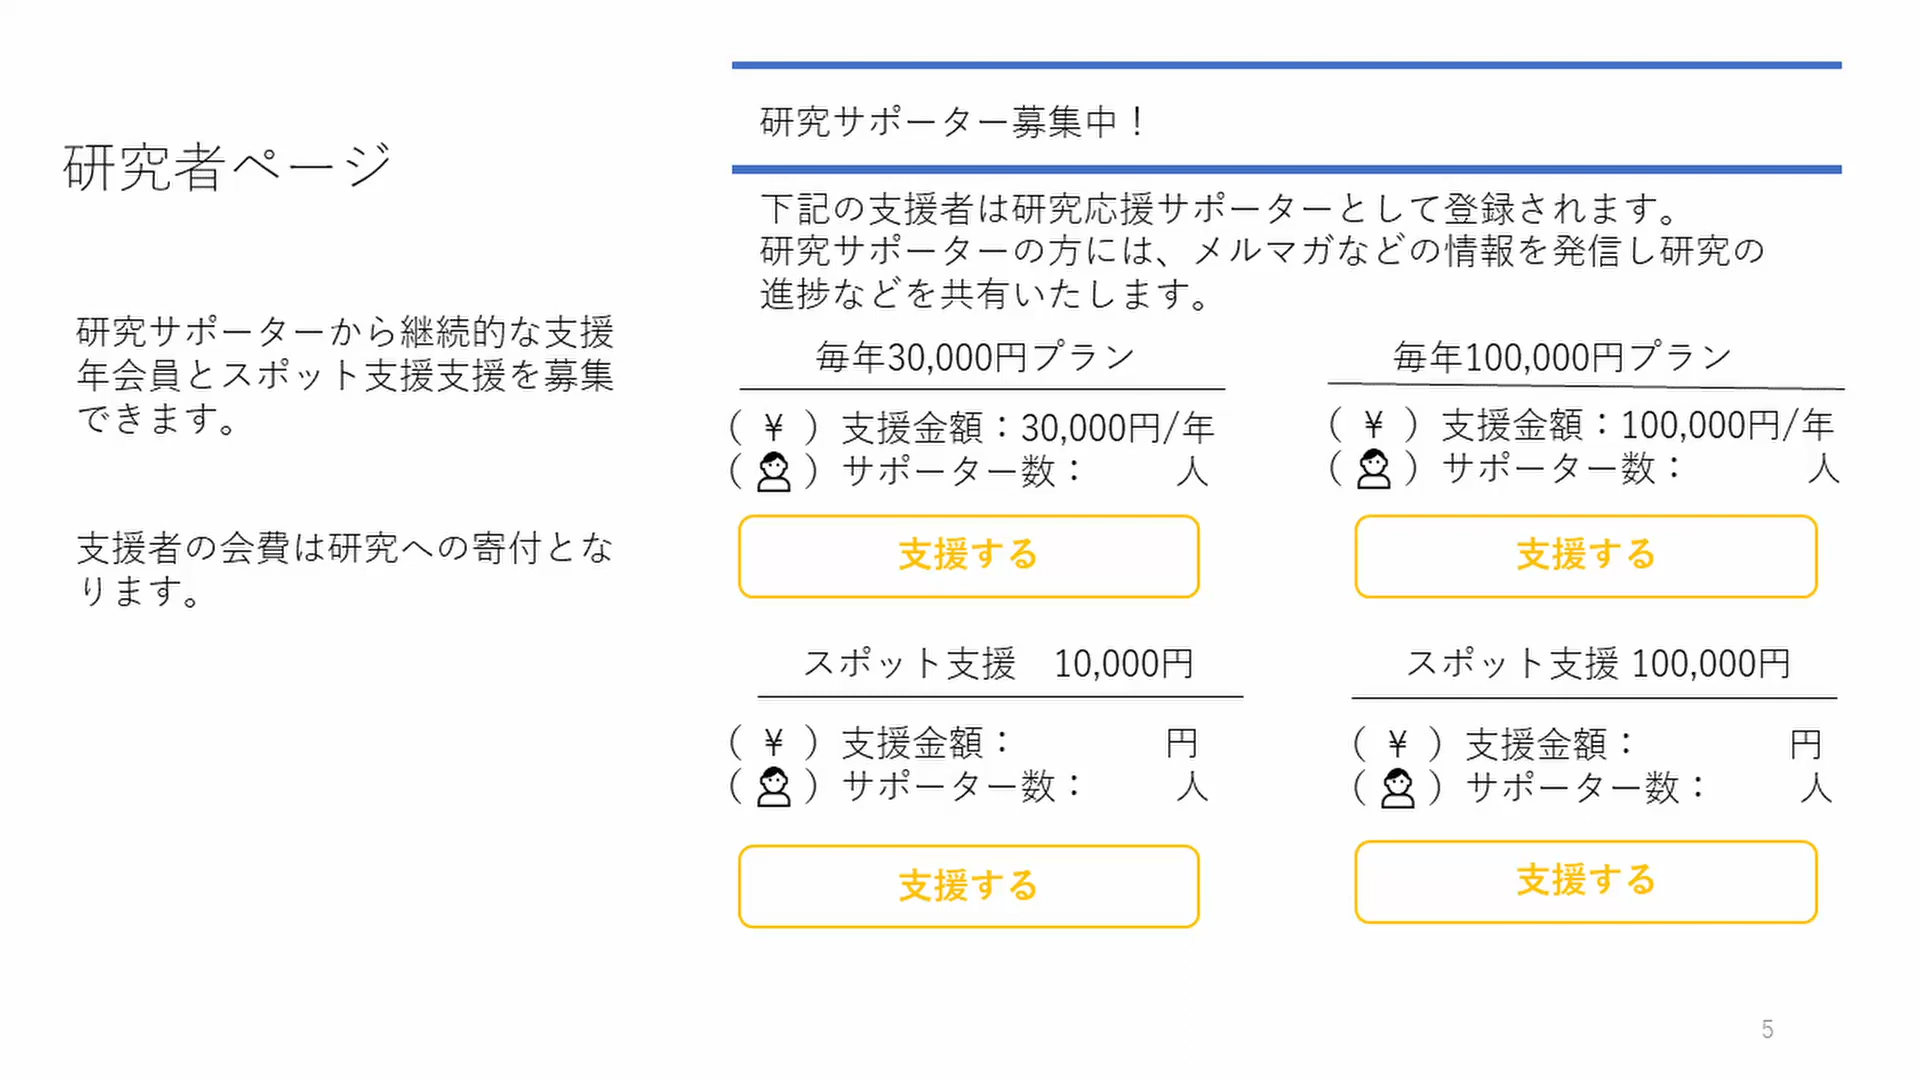 研究者ページ
研究サポーターから継続的な支援
年会員とスポット支援支援を募集
できます。
支援者の会費は研究への寄付とな
ります。
研究サポーター募集中！
下記の支援者は研究応援サポーターとして登録されます。
研究サポーターの方には、メルマガなどの情報を発信し研究の
進捗などを共有いたします。
毎年30,000円プラン
（ ¥ ）支援金額：30,000円/年
（ ）サポーター数： 人
支援する
毎年100,000円プラン
（ ¥ ）支援金額：100,000円/年
（ ）サポーター数： 人
支援する
スポット支援　10,000円
（ ¥ ）支援金額： 円
（ ）サポーター数： 人
支援する
スポット支援 100,000円
（ ¥ ）支援金額： 円
（ ）サポーター数： 人
支援する
5